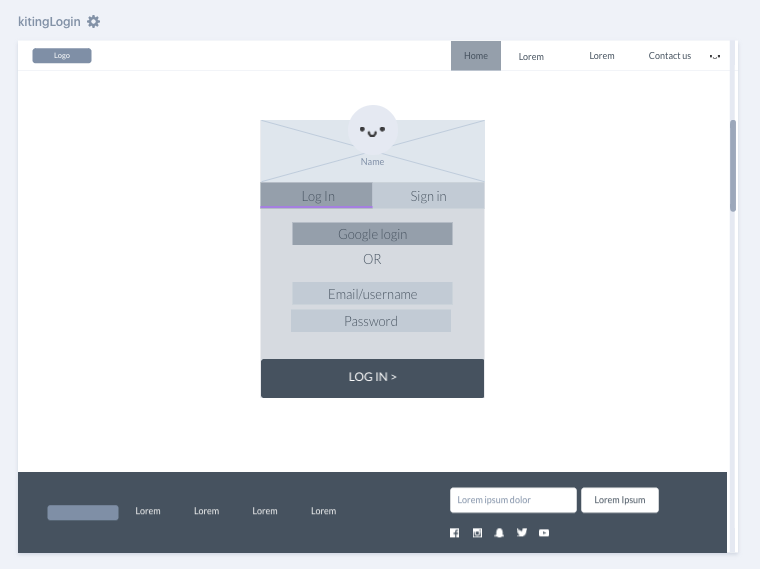 kitingLogin
Logo
Home Lorem Lorem Contact us
Name
Log In Sign in
Google login
OR
Email/username
Password
LOG IN >
Lorem Lorem Lorem Lorem
Lorem ipsum dolor Lorem Ipsum